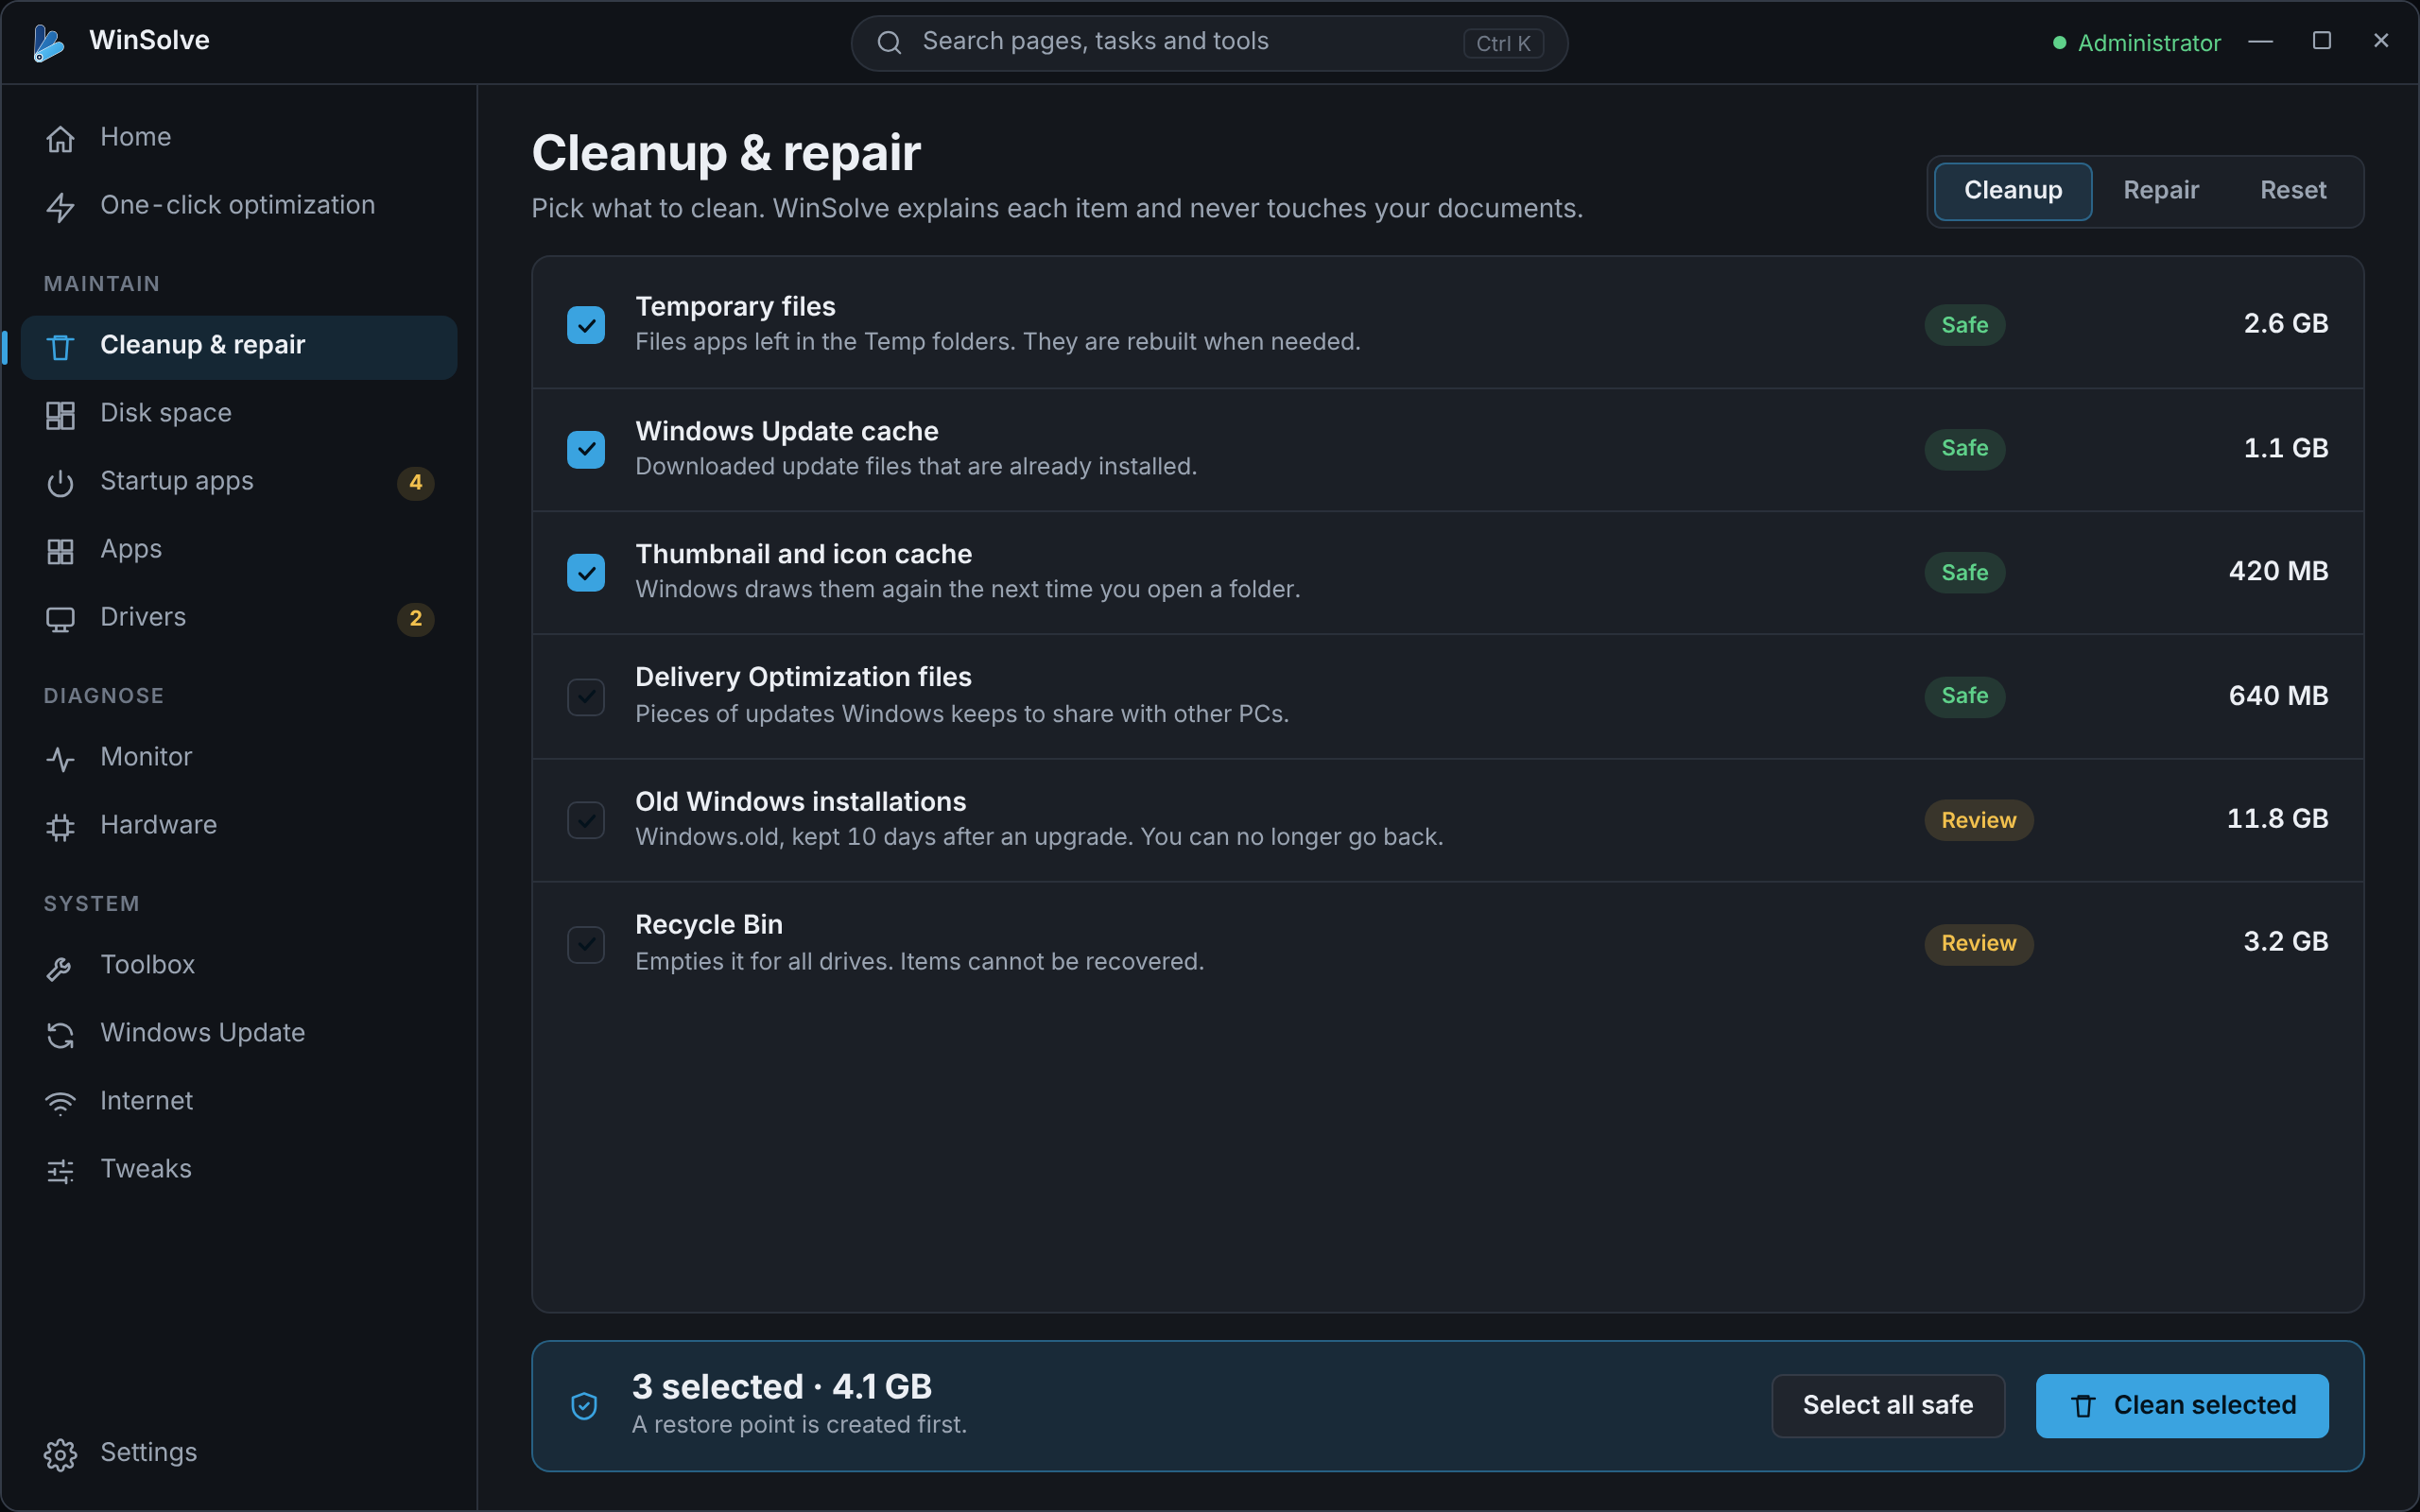 WinSolve
Search pages, tasks and tools
Ctrl K
Administrator
Home
One-click optimization
MAINTAIN
Cleanup & repair
Disk space
Startup apps
4
Apps
Drivers
2
DIAGNOSE
Monitor
Hardware
SYSTEM
Toolbox
Windows Update
Internet
Tweaks
Settings
Cleanup & repair
Pick what to clean. WinSolve explains each item and never touches your documents.
Cleanup
Repair
Reset
Temporary files
Files apps left in the Temp folders. They are rebuilt when needed.
Safe
2.6 GB
Windows Update cache
Downloaded update files that are already installed.
Safe
1.1 GB
Thumbnail and icon cache
Windows draws them again the next time you open a folder.
Safe
420 MB
Delivery Optimization files
Pieces of updates Windows keeps to share with other PCs.
Safe
640 MB
Old Windows installations
Windows.old, kept 10 days after an upgrade. You can no longer go back.
Review
11.8 GB
Recycle Bin
Empties it for all drives. Items cannot be recovered.
Review
3.2 GB
3 selected · 4.1 GB
A restore point is created first.
Select all safe
Clean selected